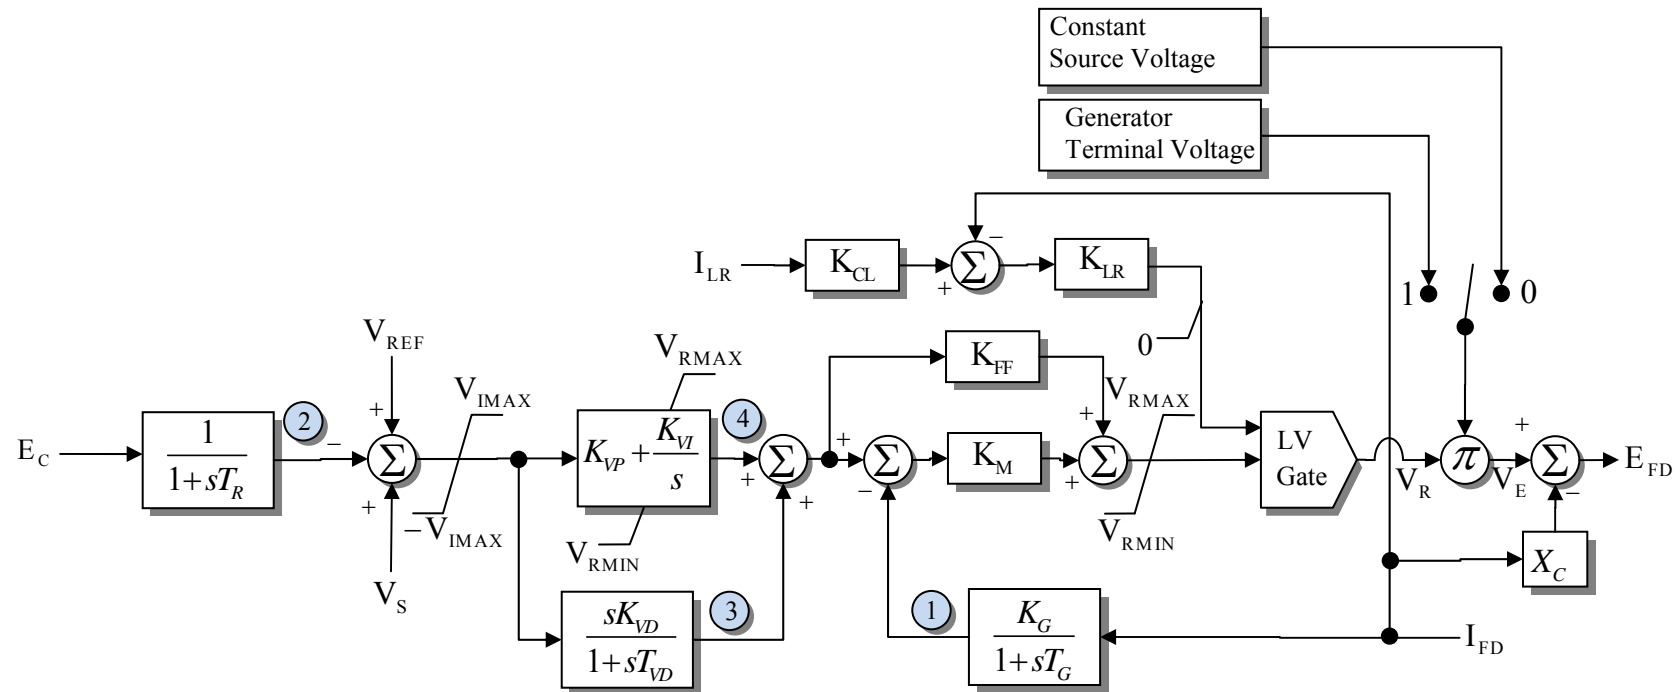 Constant
Source Voltage
Generator
Terminal Voltage
I_LR
K_CL
−
Σ
+
K_LR
1
0
0
V_REF
V_RMAX
K_FF
V_IMAX
V_RMAX
E_C
1
1+sT_R
2
−
+
Σ
+
−V_IMAX
K_VP + K_VI
s
4
V_RMIN
Σ
+
+
+
Σ
−
K_M
+
Σ
+
V_RMIN
LV
Gate
V_R
π
V_E
+
Σ
−
E_FD
V_S
X_C
sK_VD
1+sT_VD
3
1
K_G
1+sT_G
I_FD